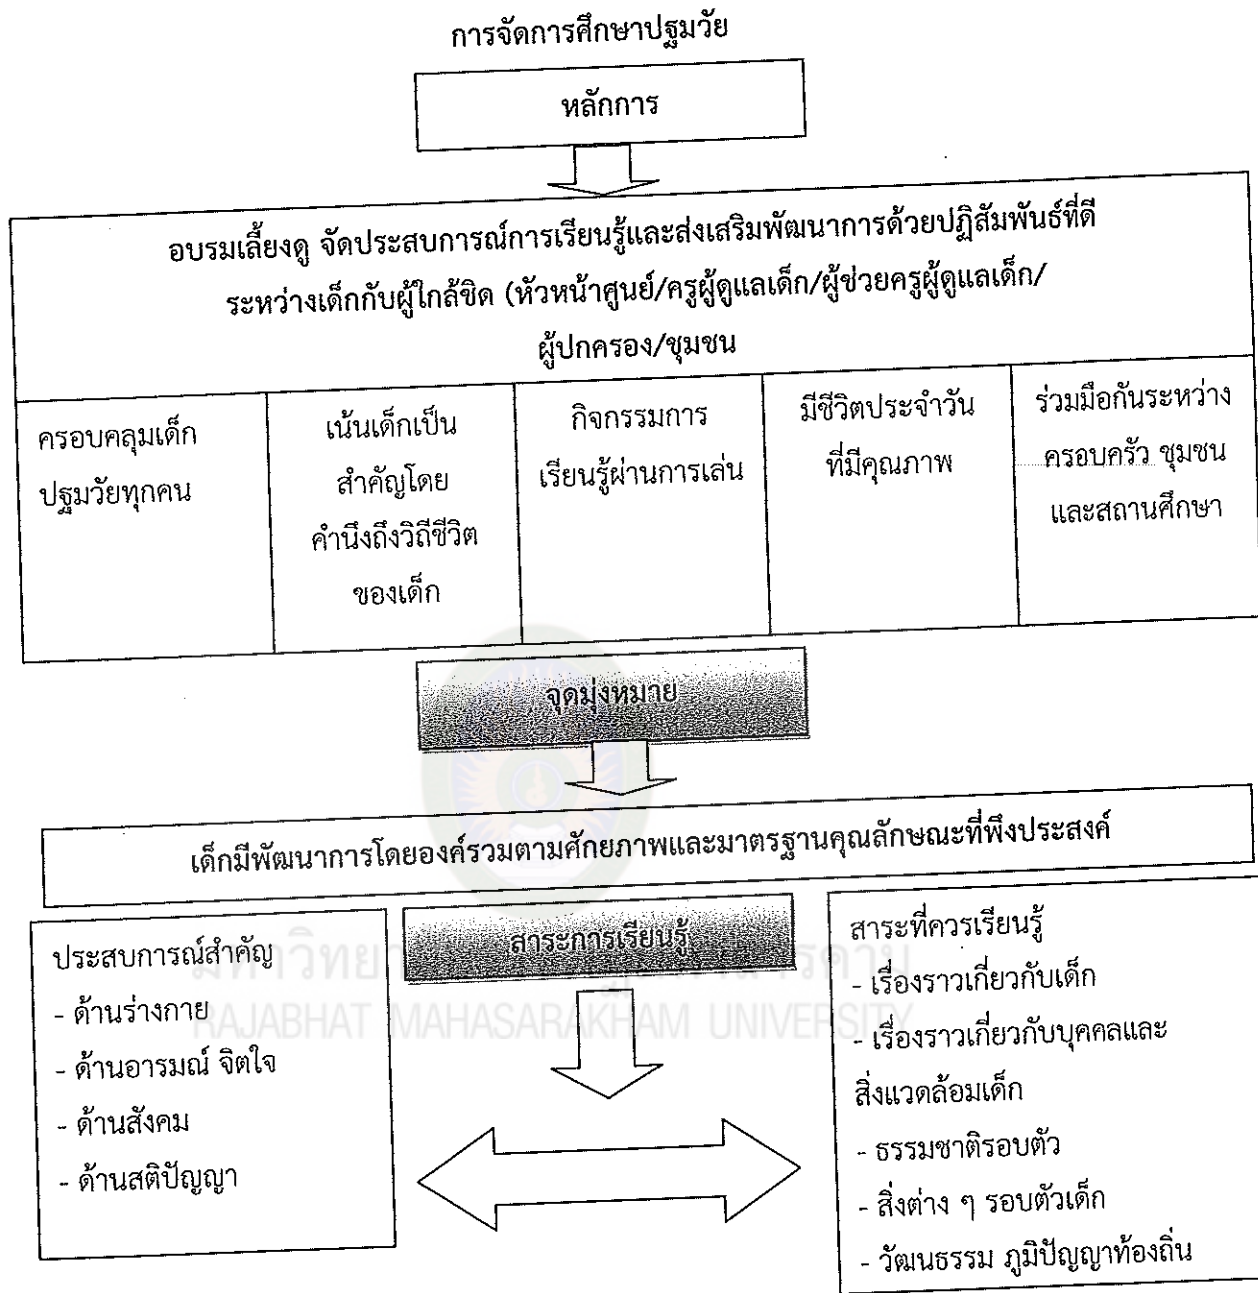 การจัดการศึกษาปฐมวัย
หลักการ
อบรมเลี้ยงดู จัดประสบการณ์การเรียนรู้และส่งเสริมพัฒนาการด้วยปฏิสัมพันธ์ที่ดี
ระหว่างเด็กกับผู้ใกล้ชิด (หัวหน้าศูนย์/ครูผู้ดูแลเด็ก/ผู้ช่วยครูผู้ดูแลเด็ก/
ผู้ปกครอง/ชุมชน
ครอบคลุมเด็ก
ปฐมวัยทุกคน
เน้นเด็กเป็น
สำคัญโดย
คำนึงถึงวิถีชีวิต
ของเด็ก
กิจกรรมการ
เรียนรู้ผ่านการเล่น
มีชีวิตประจำวัน
ที่มีคุณภาพ
ร่วมมือกันระหว่าง
ครอบครัว ชุมชน
และสถานศึกษา
จุดมุ่งหมาย
เด็กมีพัฒนาการโดยองค์รวมตามศักยภาพและมาตรฐานคุณลักษณะที่พึงประสงค์
ประสบการณ์สำคัญ
- ด้านร่างกาย
- ด้านอารมณ์ จิตใจ
- ด้านสังคม
- ด้านสติปัญญา
สาระการเรียนรู้
สาระที่ควรเรียนรู้
- เรื่องราวเกี่ยวกับเด็ก
- เรื่องราวเกี่ยวกับบุคคลและ
สิ่งแวดล้อมเด็ก
- ธรรมชาติรอบตัว
- สิ่งต่าง ๆ รอบตัวเด็ก
- วัฒนธรรม ภูมิปัญญาท้องถิ่น
RAJABHAT MAHASARAKHAM UNIVERSITY